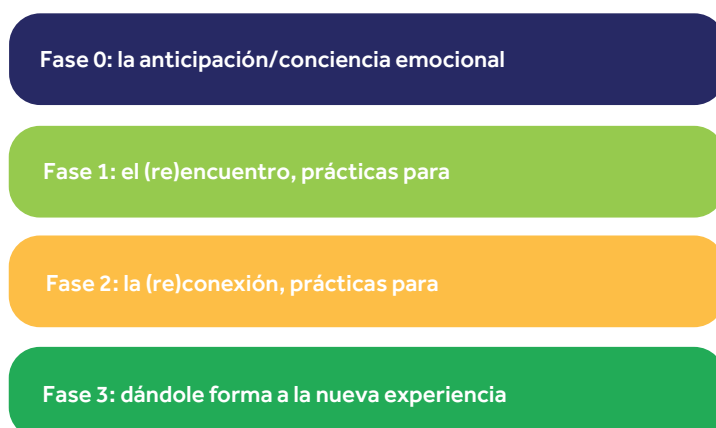 Fase 0: la anticipación/conciencia emocional
Fase 1: el (re)encuentro, prácticas para
Fase 2: la (re)conexión, prácticas para
Fase 3: dándole forma a la nueva experiencia